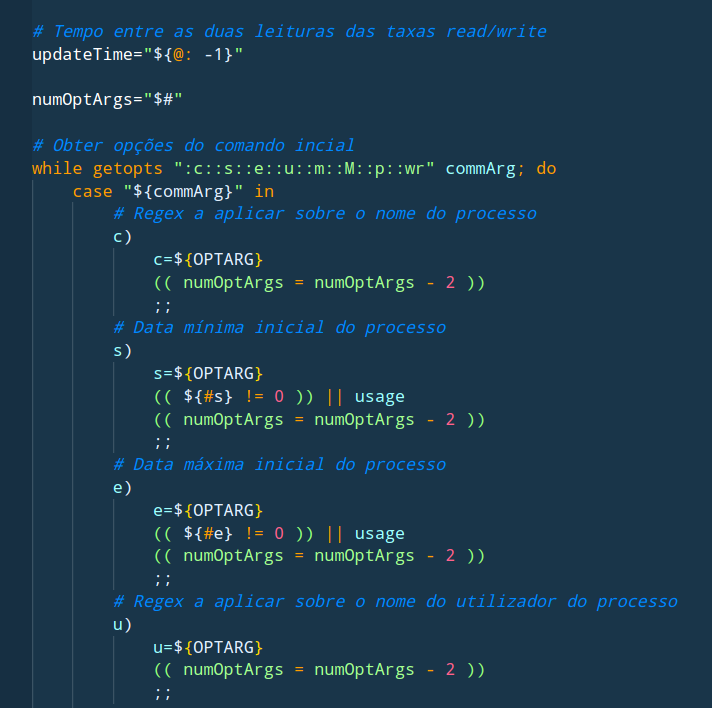 # Tempo entre as duas leituras das taxas read/write
updateTime="${@: -1}"
numOptArgs="$#"
# Obter opções do comando incial
while getopts ":c::s::e::u::m::M::p::wr" commArg; do
case "${commArg}" in
# Regex a aplicar sobre o nome do processo
c)
c=${OPTARG}
(( numOptArgs = numOptArgs - 2 ))
;;
# Data mínima inicial do processo
s)
s=${OPTARG}
(( ${#s} != 0 )) || usage
(( numOptArgs = numOptArgs - 2 ))
;;
# Data máxima inicial do processo
e)
e=${OPTARG}
(( ${#e} != 0 )) || usage
(( numOptArgs = numOptArgs - 2 ))
;;
# Regex a aplicar sobre o nome do utilizador do processo
u)
u=${OPTARG}
(( numOptArgs = numOptArgs - 2 ))
;;